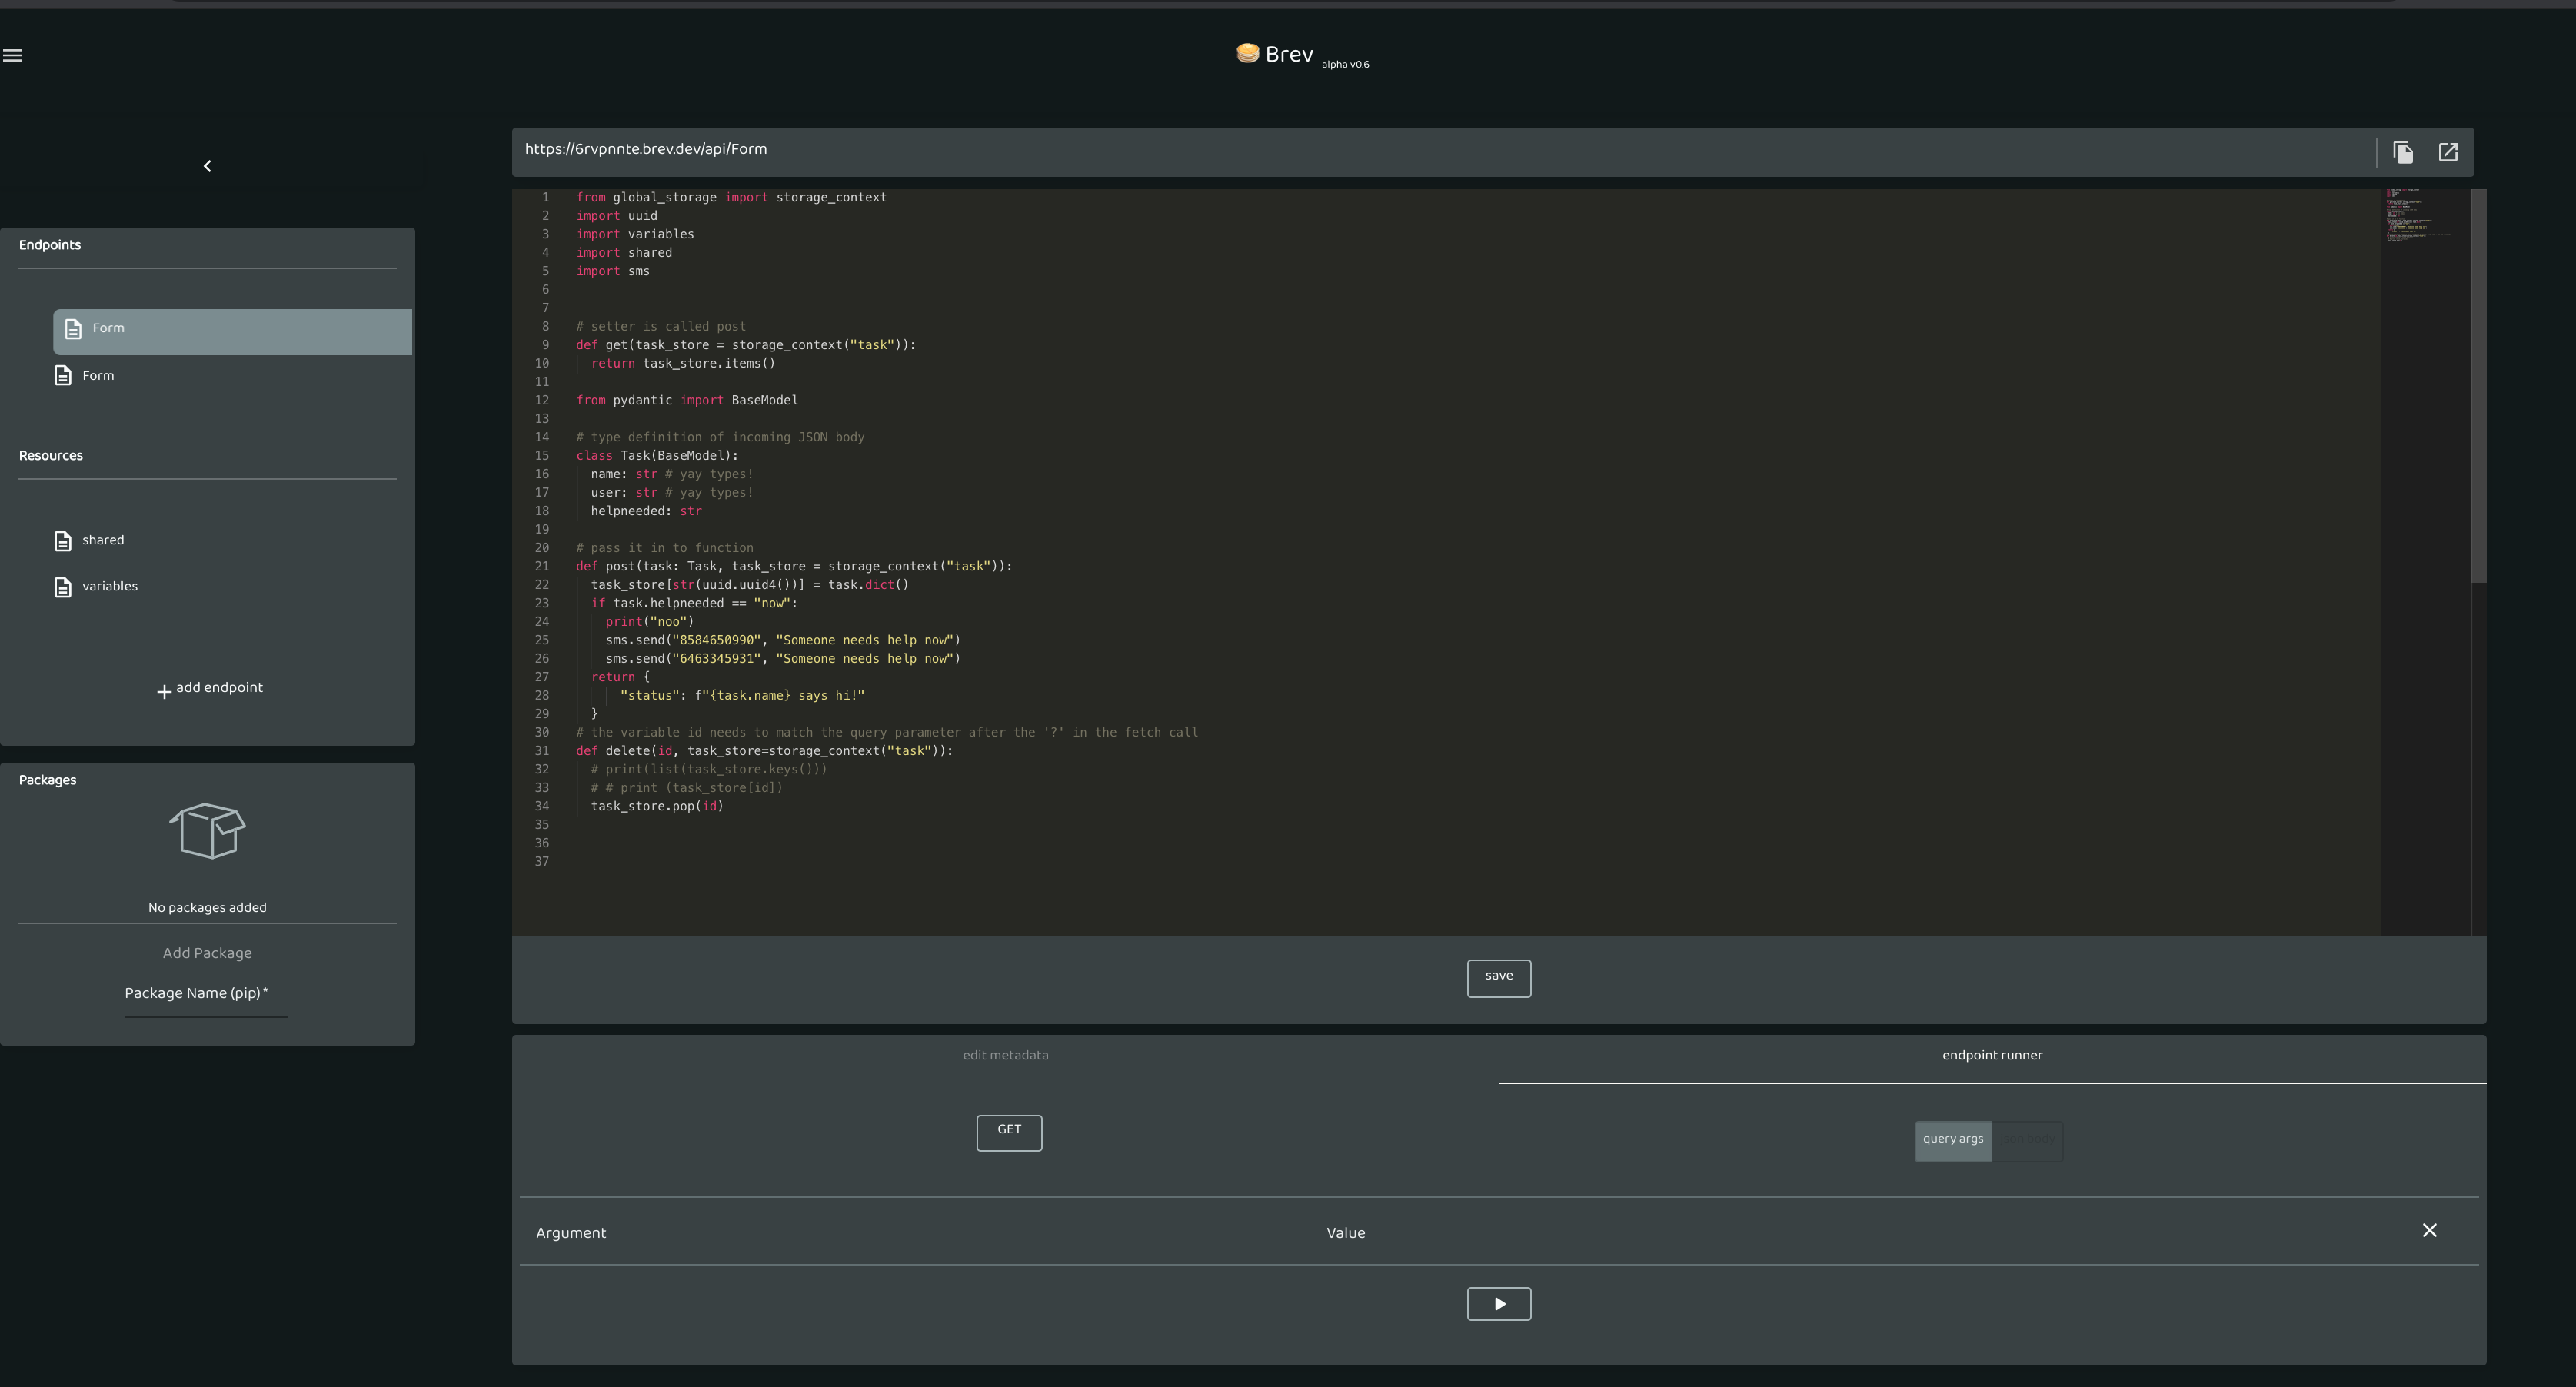 Brev alpha v0.6
https://6rvpnnte.brev.dev/api/Form
Endpoints
Form
Form
Resources
shared
variables
add endpoint
Packages
No packages added
Add Package
Package Name (pip)*
1 from global_storage import storage_context
2 import uuid
3 import variables
4 import shared
5 import sms
6
7
8 # setter is called post
9 def get(task_store = storage_context("task")):
10 return task_store.items()
11
12 from pydantic import BaseModel
13
14 # type definition of incoming JSON body
15 class Task(BaseModel):
16 name: str # yay types!
17 user: str # yay types!
18 helpneeded: str
19
20 # pass it in to function
21 def post(task: Task, task_store = storage_context("task")):
22 task_store[str(uuid.uuid4())] = task.dict()
23 if task.helpneeded == "now":
24 print("noo")
25 sms.send("8584650990", "Someone needs help now")
26 sms.send("6463345931", "Someone needs help now")
27 return {
28 "status": f"{task.name} says hi!"
29 }
30 # the variable id needs to match the query parameter after the '?' in the fetch call
31 def delete(id, task_store=storage_context("task")):
32 # print(list(task_store.keys()))
33 # # print (task_store[id])
34 task_store.pop(id)
35
36
37
save
edit metadata
endpoint runner
GET
query args
Argument
Value